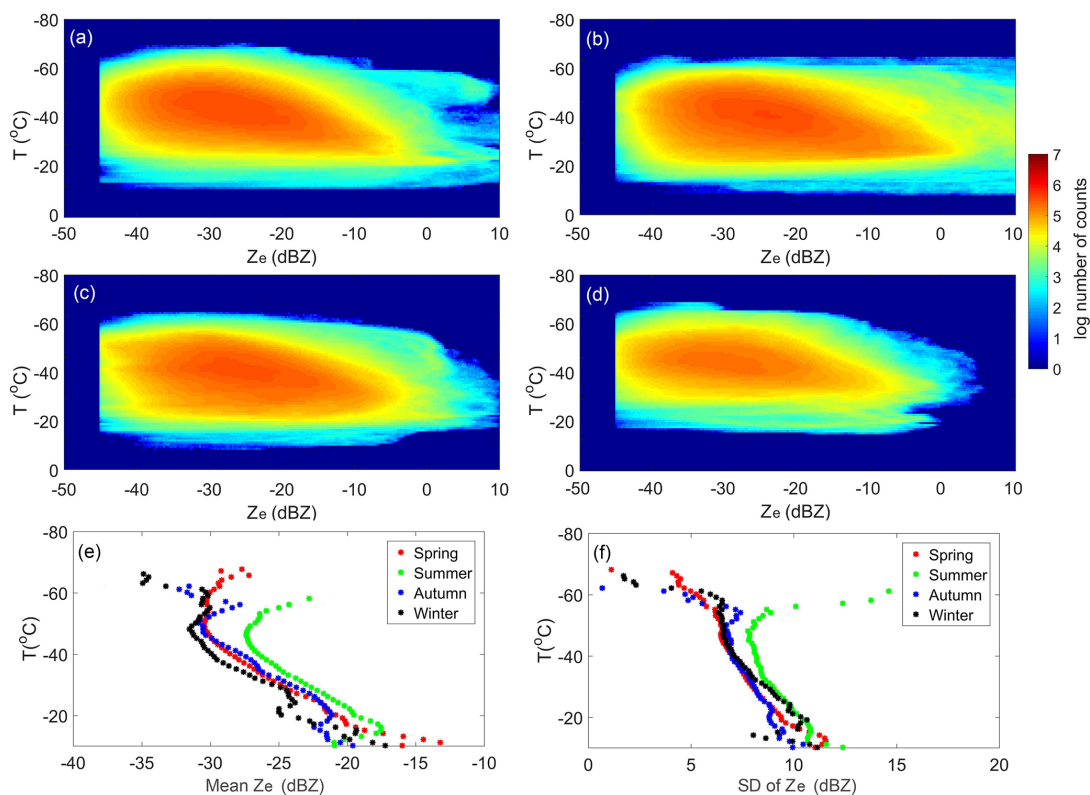 (a)
-80
-60
-40
-20
0
T (°C)
-50 -40 -30 -20 -10 0 10
Ze (dBZ)
(b)
-80
-60
-40
-20
0
T (°C)
-50 -40 -30 -20 -10 0 10
Ze (dBZ)
7
6
5
4
3
2
1
0
log number of counts
(c)
-80
-60
-40
-20
0
T (°C)
-50 -40 -30 -20 -10 0 10
Ze (dBZ)
(d)
-80
-60
-40
-20
0
T (°C)
-50 -40 -30 -20 -10 0 10
Ze (dBZ)
(e)
-80
-60
-40
-20
T(°C)
Spring
Summer
Autumn
Winter
-40 -35 -30 -25 -20 -15 -10
Mean Ze (dBZ)
(f)
-80
-60
-40
-20
T(°C)
Spring
Summer
Autumn
Winter
0 5 10 15 20
SD of Ze (dBZ)